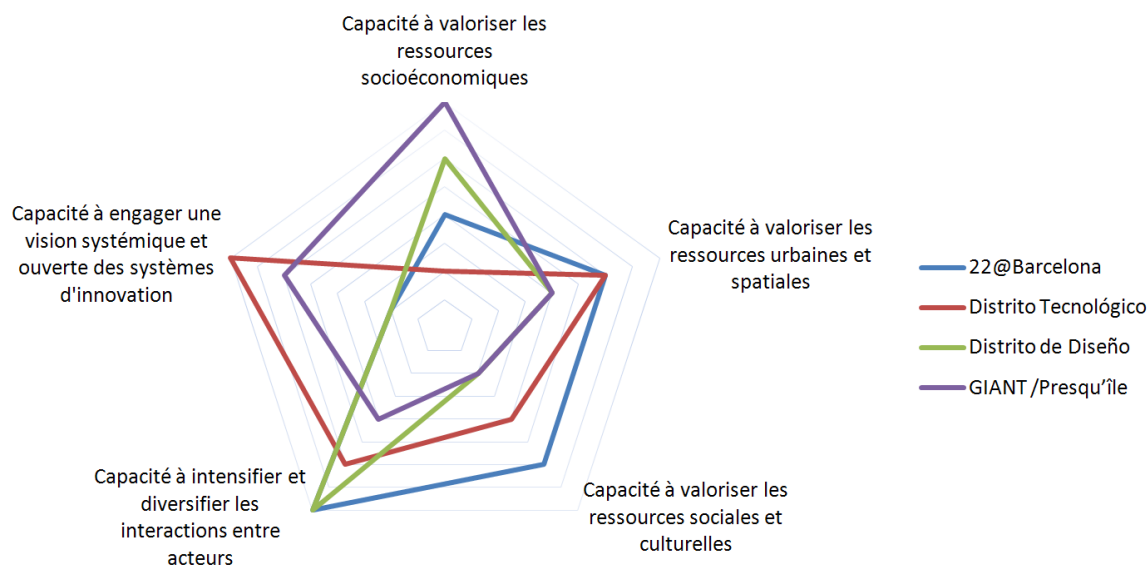 Capacité à valoriser les
ressources
socioéconomiques
Capacité à engager une
vision systémique et
ouverte des systèmes
d'innovation
Capacité à valoriser les
ressources urbaines et
spatiales
Capacité à intensifier et
diversifier les
interactions entre
acteurs
Capacité à valoriser les
ressources sociales et
culturelles
22@Barcelona
Distrito Tecnológico
Distrito de Diseño
GIANT /Presqu’île